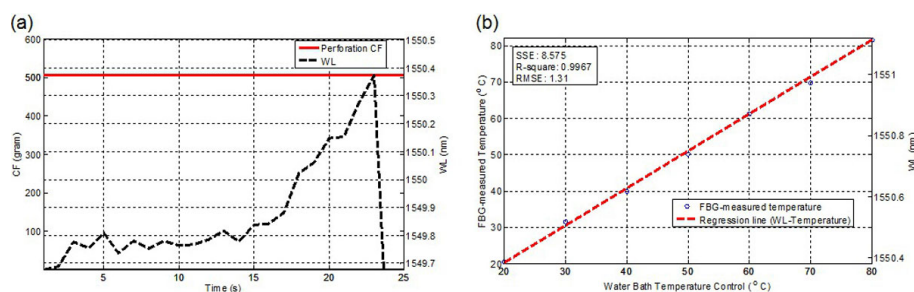 (a)
600
500
400
300
200
100
CF (gram)
Perforation CF
WL
1550.5
1550.4
1550.3
1550.2
1550.1
1550
1549.9
1549.8
1549.7
WL (nm)
5
10
15
20
25
Time (s)
(b)
80
70
60
50
40
30
20
FBG-measured Temperature (° C)
SSE: 8.575
R-square: 0.9967
RMSE: 1.31
FBG-measured temperature
Regression line (WL-Temperature)
1551
1550.8
1550.6
1550.4
20
30
40
50
60
70
80
Water Bath Temperature Control (° C)